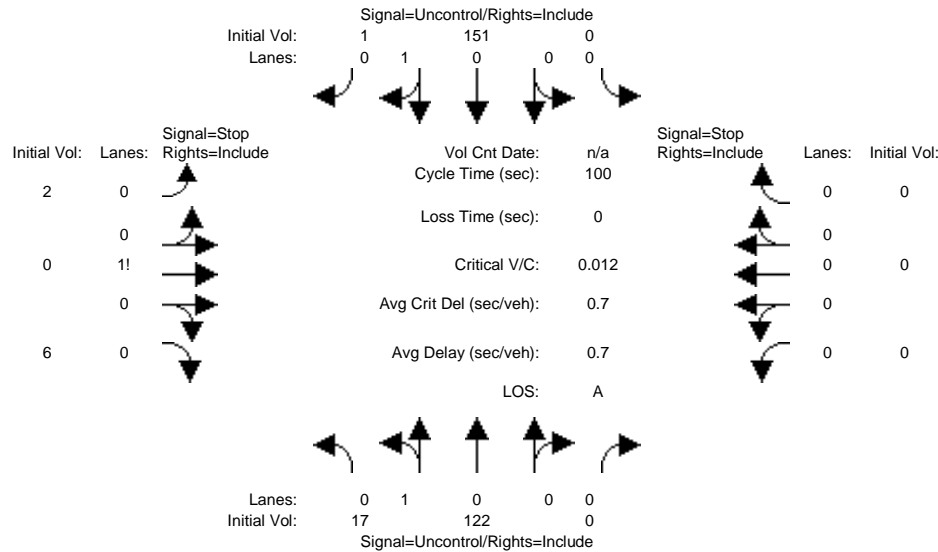 Signal=Uncontrol/Rights=Include
Initial Vol: 1 151 0
Lanes: 0 1 0 0 0
Signal=Stop
Initial Vol: Lanes: Rights=Include
Vol Cnt Date: n/a
Signal=Stop
Rights=Include Lanes: Initial Vol:
Cycle Time (sec): 100
2 0
0 0
Loss Time (sec): 0
0
0
0 1!
Critical V/C: 0.012
0 0
0
Avg Crit Del (sec/veh): 0.7
0
6 0
Avg Delay (sec/veh): 0.7
0 0
LOS: A
Lanes: 0 1 0 0 0
Initial Vol: 17 122 0
Signal=Uncontrol/Rights=Include